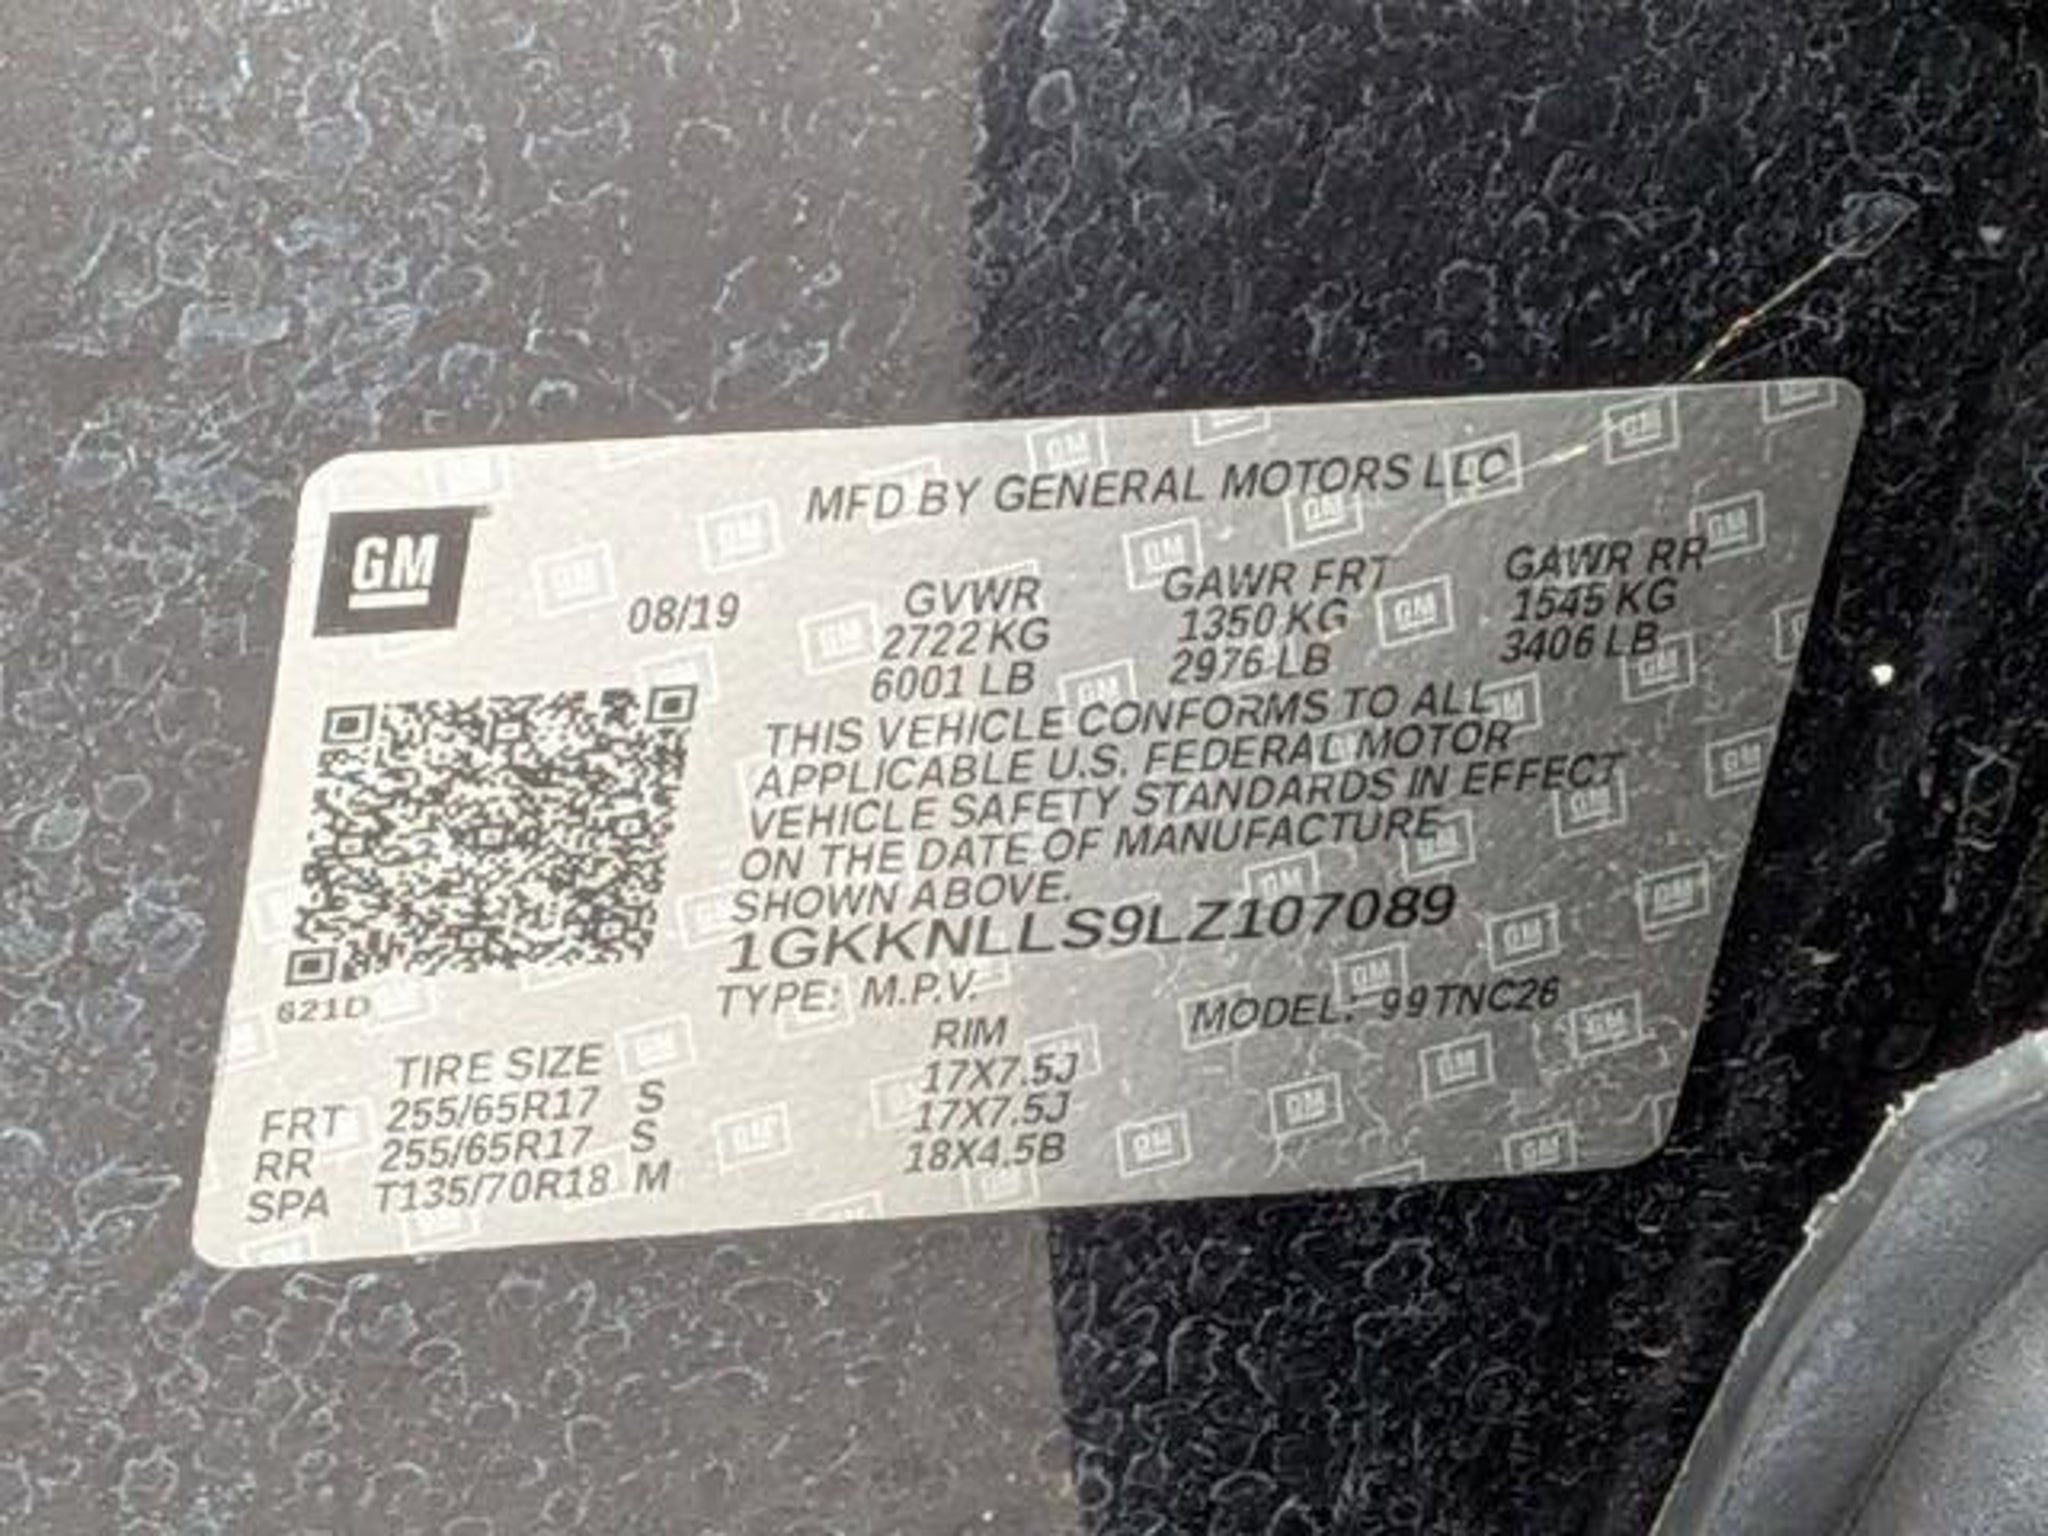 GM
MFD BY GENERAL MOTORS LLC
08/19
GVWR GAWR FRT GAWR RR
2722 KG 1350 KG 1545 KG
6001 LB 2976 LB 3406 LB
THIS VEHICLE CONFORMS TO ALL
APPLICABLE U.S. FEDERAL MOTOR
VEHICLE SAFETY STANDARDS IN EFFECT
ON THE DATE OF MANUFACTURE
SHOWN ABOVE.
1GKKNLLS9LZ107089
TYPE: M.P.V. MODEL: 99TNC26
621D
TIRE SIZE RIM
FRT 255/65R17 S 17X7.5J
RR 255/65R17 S 17X7.5J
SPA T135/70R18 M 18X4.5B